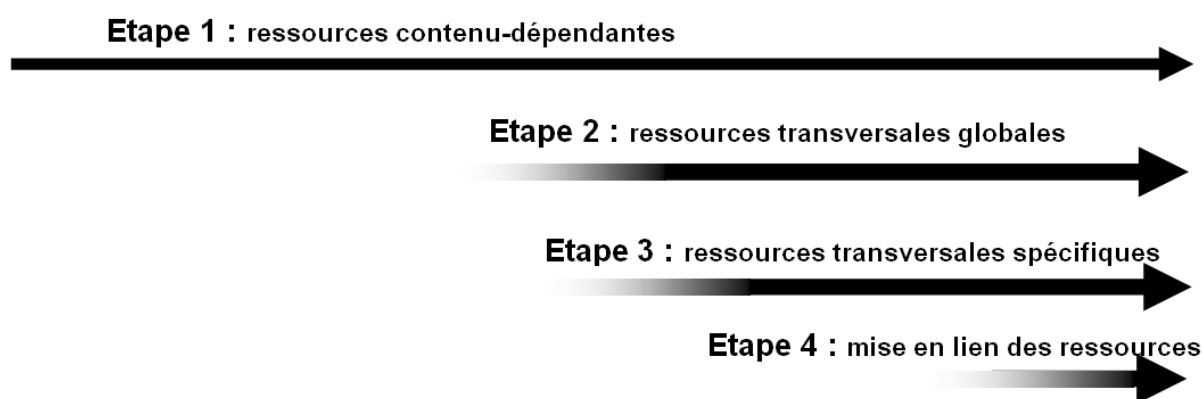 Etape 1 : ressources contenu-dépendantes
Etape 2 : ressources transversales globales
Etape 3 : ressources transversales spécifiques
Etape 4 : mise en lien des ressources